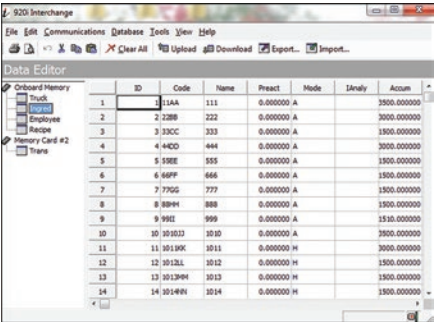 920i Interchange
File Edit Communications Database Tools View Help
Clear All Upload Download Export... Import...
Data Editor
Onboard Memory
Truck
Ingred
Employee
Recipe
Memory Card #2
Trans
ID Code Name Preact Mode IAnaly Accum
1 1 11AA 111 0.000000 A 3500.000000
2 2 22BB 222 0.000000 A 3000.000000
3 3 33CC 333 0.000000 A 1500.000000
4 4 44DD 444 0.000000 A 3000.000000
5 5 55EE 555 0.000000 A 1500.000000
6 6 66FF 666 0.000000 A 1500.000000
7 7 77GG 777 0.000000 A 1500.000000
8 8 88HH 888 0.000000 A 1500.000000
9 9 99II 999 0.000000 A 1510.000000
10 10 1010JJ 1010 0.000000 A 3500.000000
11 11 1011KK 1011 0.000000 H 3000.000000
12 12 1012LL 1012 0.000000 H 1500.000000
13 13 1013MM 1013 0.000000 H 1500.000000
14 14 1014NN 1014 0.000000 H 1500.000000